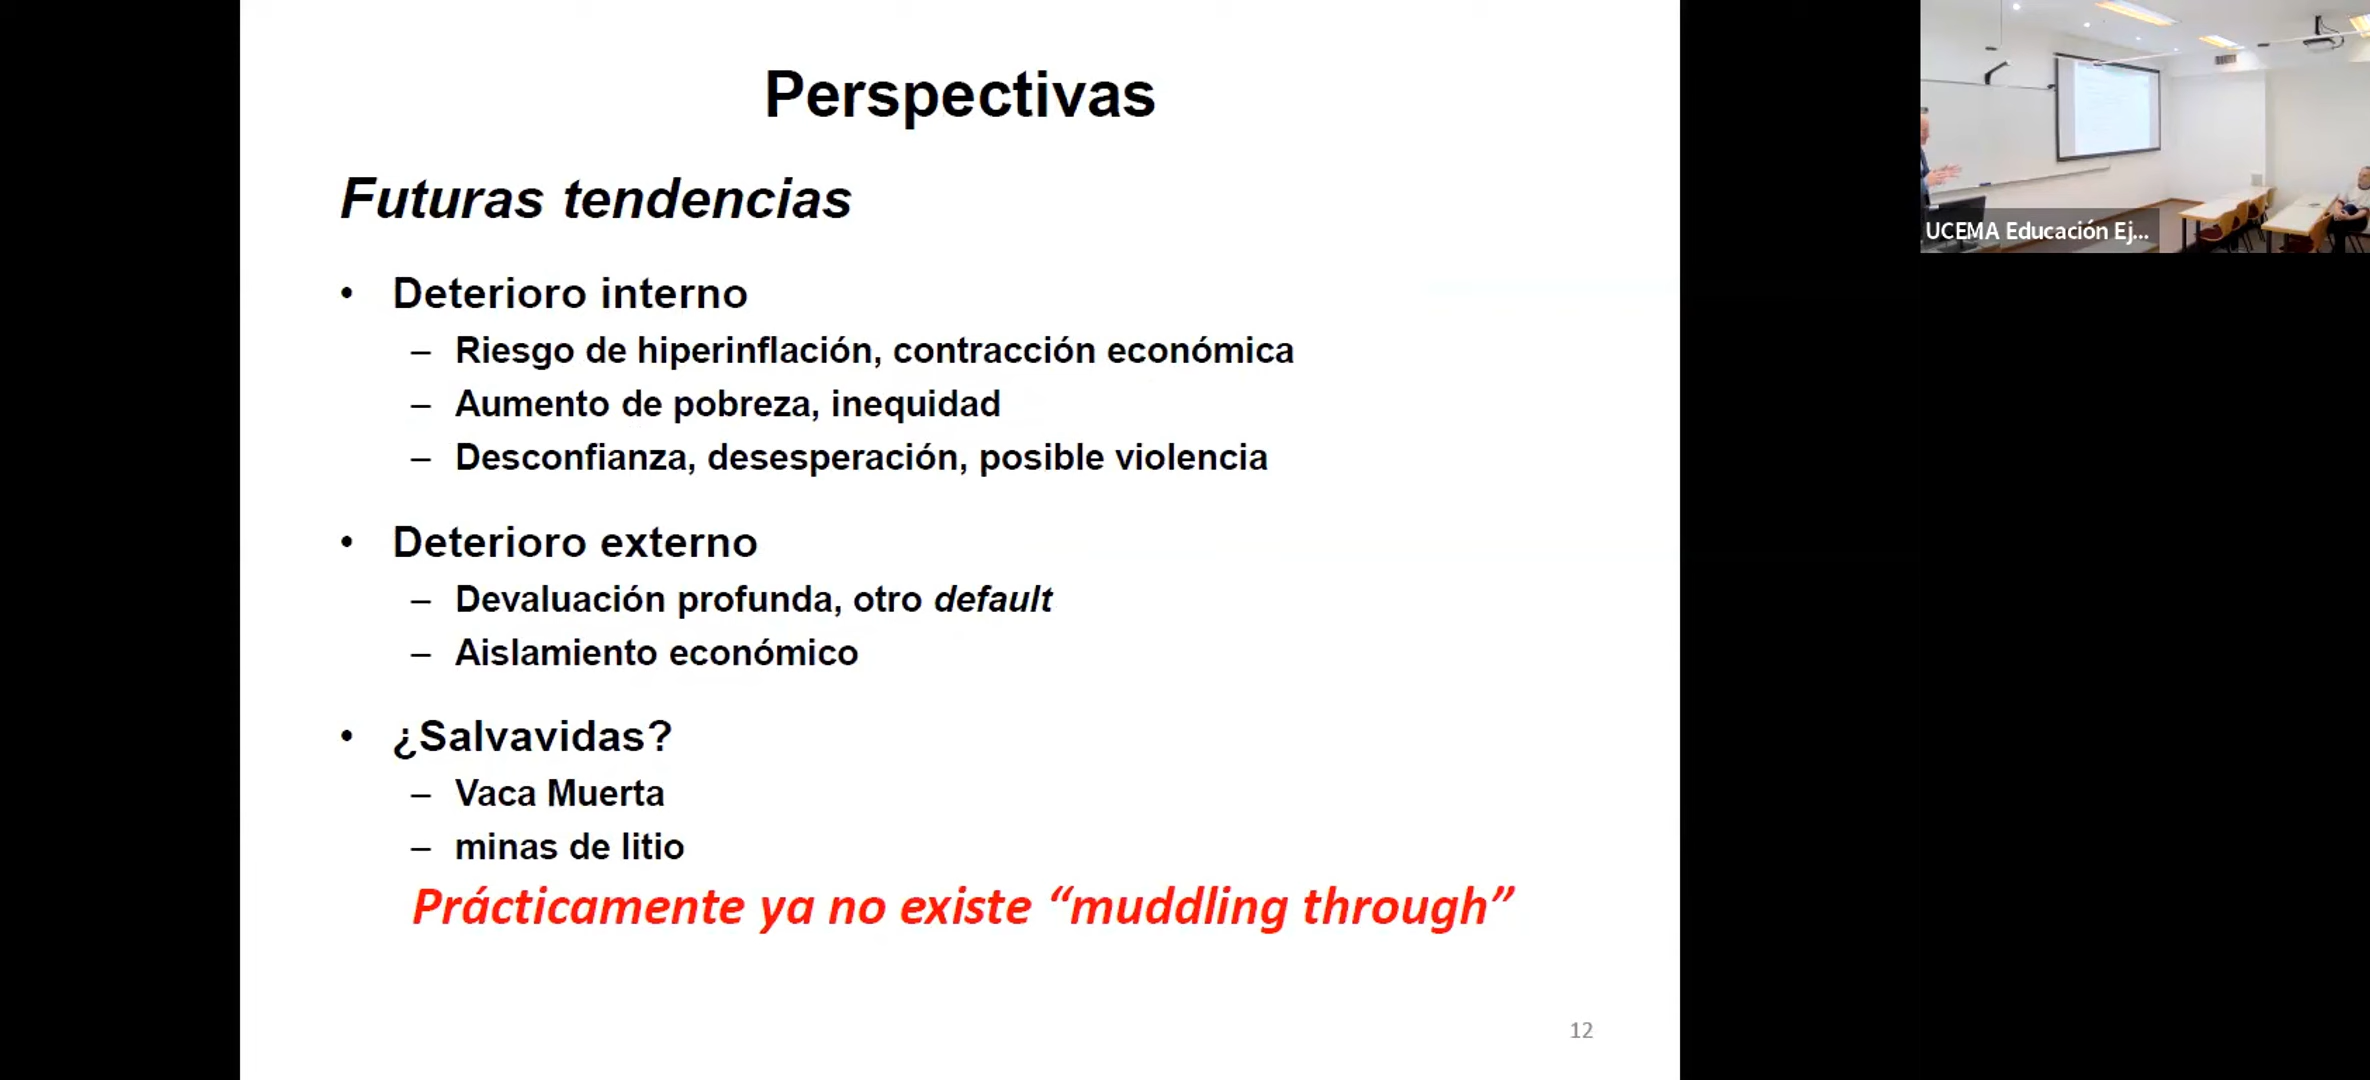 Perspectivas
Futuras tendencias
• Deterioro interno
– Riesgo de hiperinflación, contracción económica
– Aumento de pobreza, inequidad
– Desconfianza, desesperación, posible violencia
• Deterioro externo
– Devaluación profunda, otro default
– Aislamiento económico
• ¿Salvavidas?
– Vaca Muerta
– minas de litio
Prácticamente ya no existe “muddling through”
12
UCEMA Educación Ej...